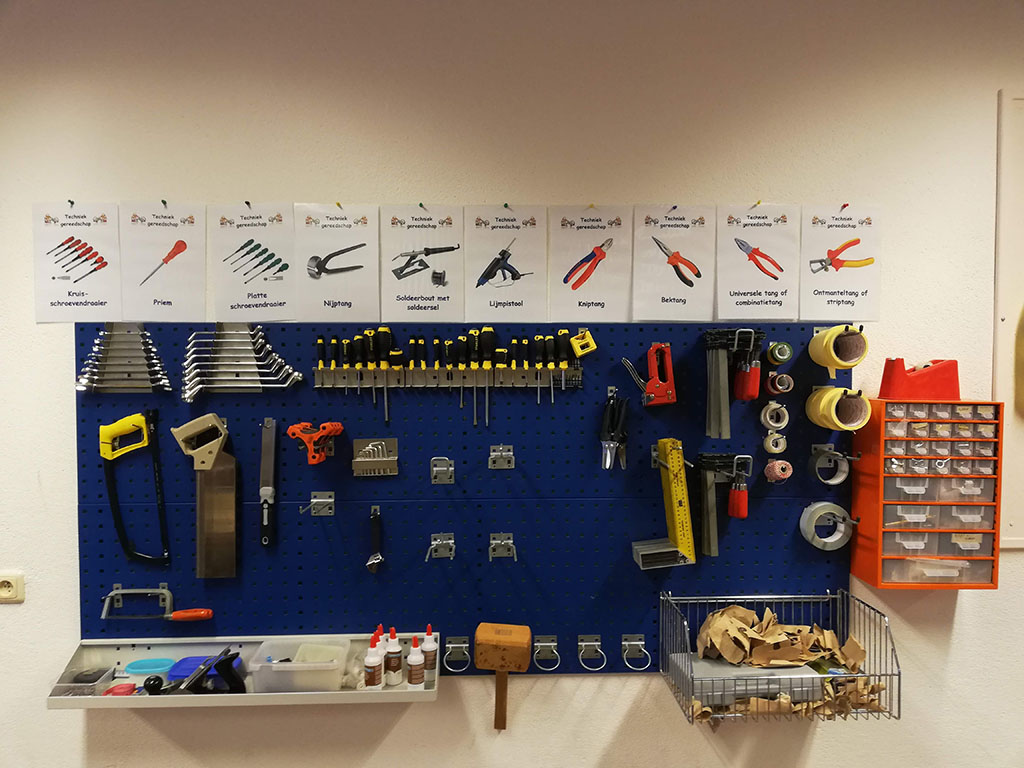 Techniek
gereedschap
Kruis-
schroevendraaier
Techniek
gereedschap
Priem
Techniek
gereedschap
Platte
schroevendraaier
Techniek
gereedschap
Nijptang
Techniek
gereedschap
Soldeerbout met
soldeersel
Techniek
gereedschap
Lijmpistool
Techniek
gereedschap
Kniptang
Techniek
gereedschap
Bektang
Techniek
gereedschap
Universele tang of
combinatietang
Techniek
gereedschap
Ontmanteltang of
striptang